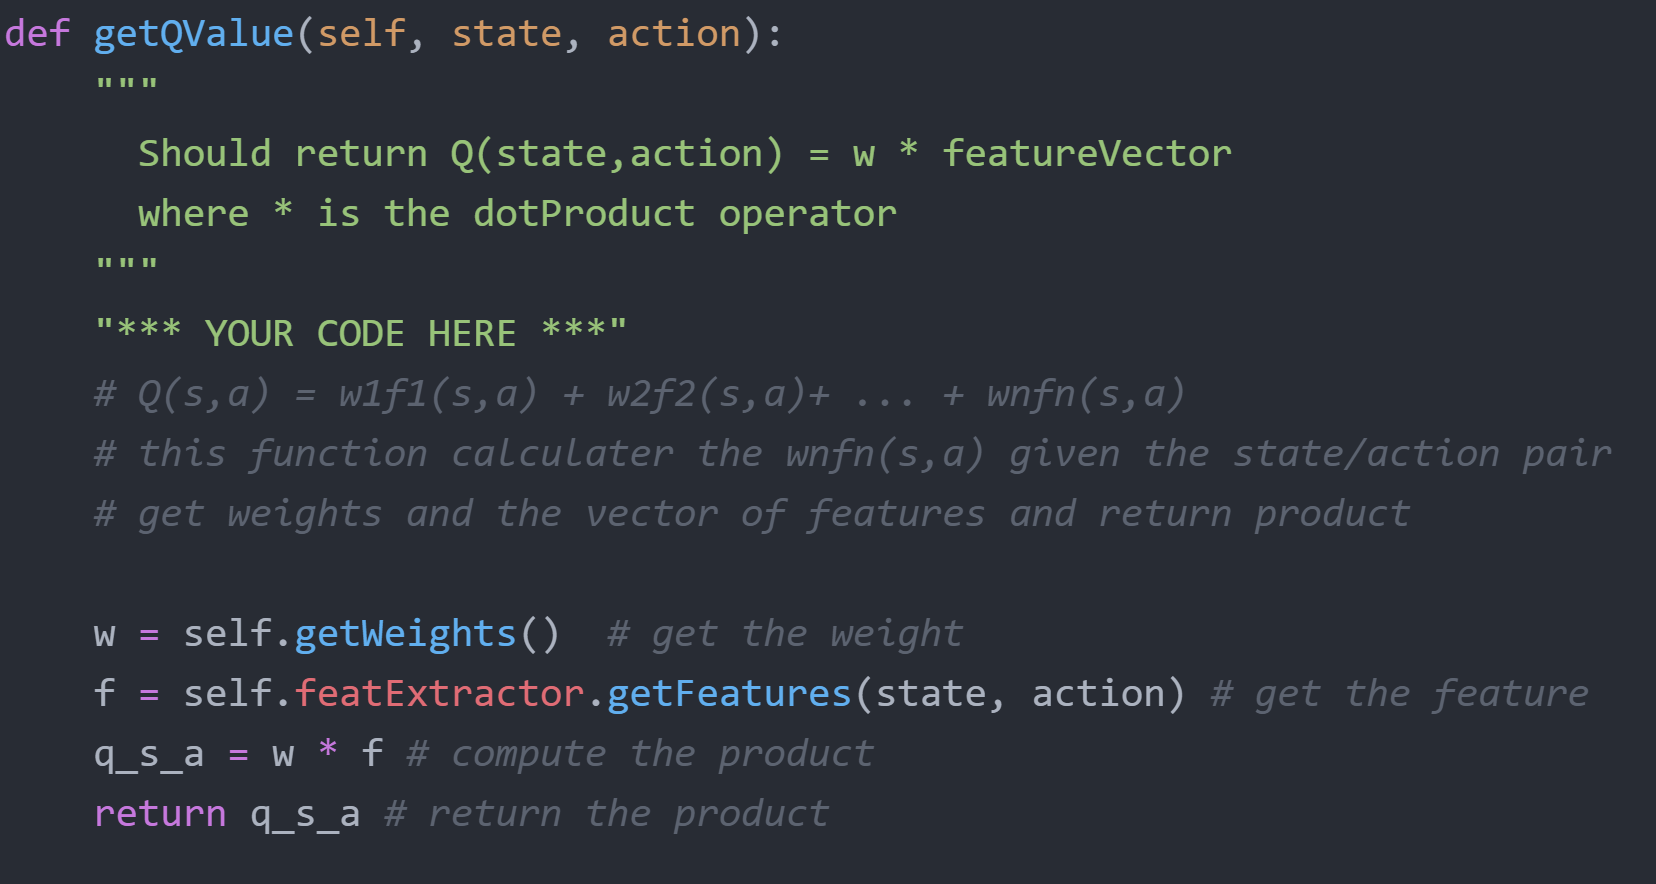 def getQValue(self, state, action):
    """
      Should return Q(state,action) = w * featureVector
      where * is the dotProduct operator
    """
    "*** YOUR CODE HERE ***"
    # Q(s,a) = w1f1(s,a) + w2f2(s,a)+ ... + wnfn(s,a)
    # this function calculater the wnfn(s,a) given the state/action pair
    # get weights and the vector of features and return product

    w = self.getWeights()  # get the weight
    f = self.featExtractor.getFeatures(state, action) # get the feature
    q_s_a = w * f # compute the product
    return q_s_a # return the product